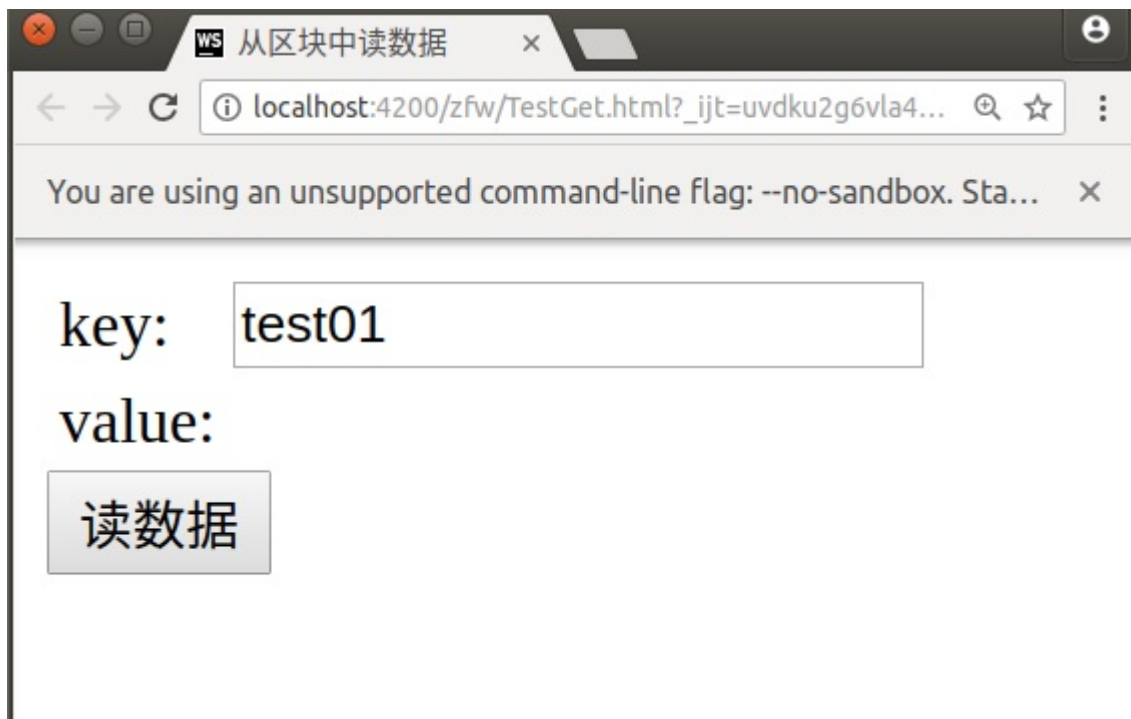 WS 从区块中读数据
localhost:4200/zfw/TestGet.html?_ijt=uvdku2g6vla4...
You are using an unsupported command-line flag: --no-sandbox. Sta...
key: test01
value:
读数据